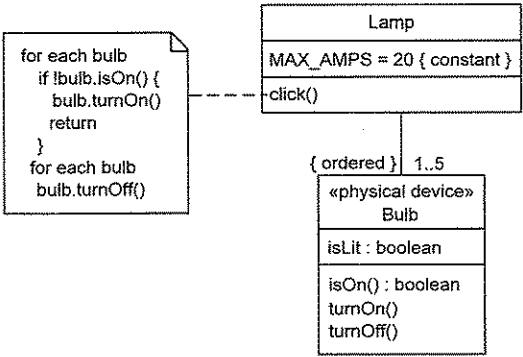 for each bulb
if !bulb.isOn() {
bulb.turnOn()
return
}
for each bulb
bulb.turnOff()
Lamp
MAX_AMPS = 20 { constant }
click()
{ ordered } 1..5
«physical device»
Bulb
isLit : boolean
isOn() : boolean
turnOn()
turnOff()